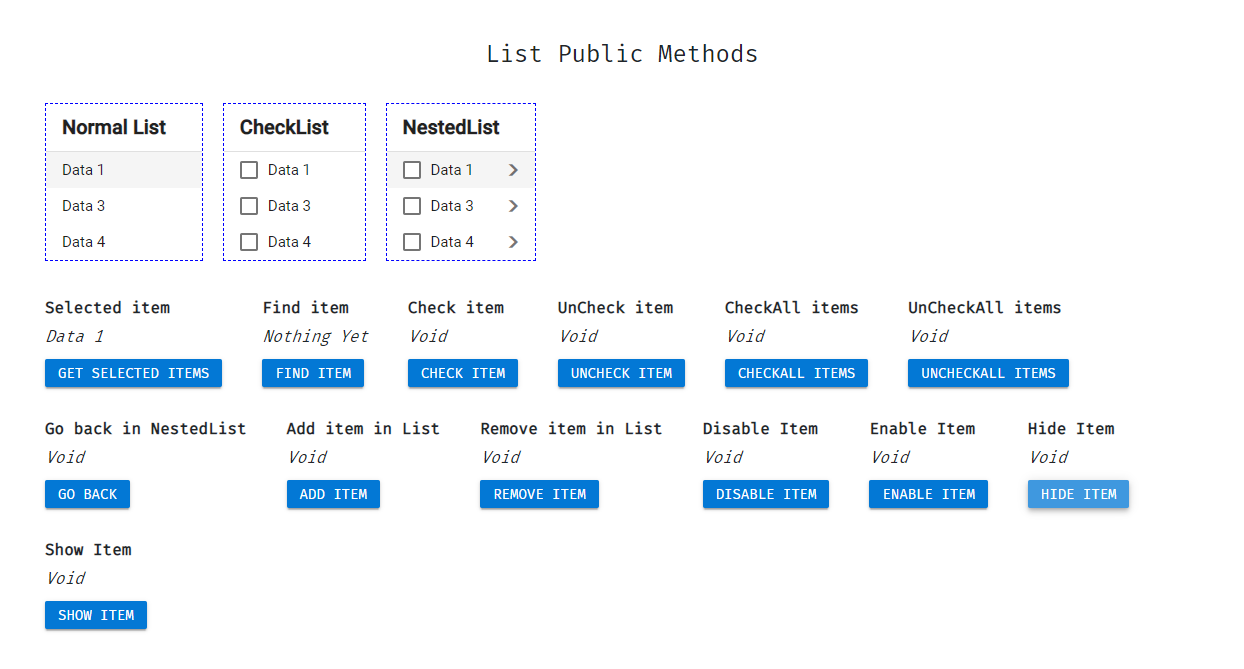 List Public Methods
Normal List
Data 1
Data 3
Data 4
CheckList
Data 1
Data 3
Data 4
NestedList
Data 1
Data 3
Data 4
Selected item
Data 1
GET SELECTED ITEMS
Find item
Nothing Yet
FIND ITEM
Check item
Void
CHECK ITEM
UnCheck item
Void
UNCHECK ITEM
CheckAll items
Void
CHECKALL ITEMS
UnCheckAll items
Void
UNCHECKALL ITEMS
Go back in NestedList
Void
GO BACK
Add item in List
Void
ADD ITEM
Remove item in List
Void
REMOVE ITEM
Disable Item
Void
DISABLE ITEM
Enable Item
Void
ENABLE ITEM
Hide Item
Void
HIDE ITEM
Show Item
Void
SHOW ITEM